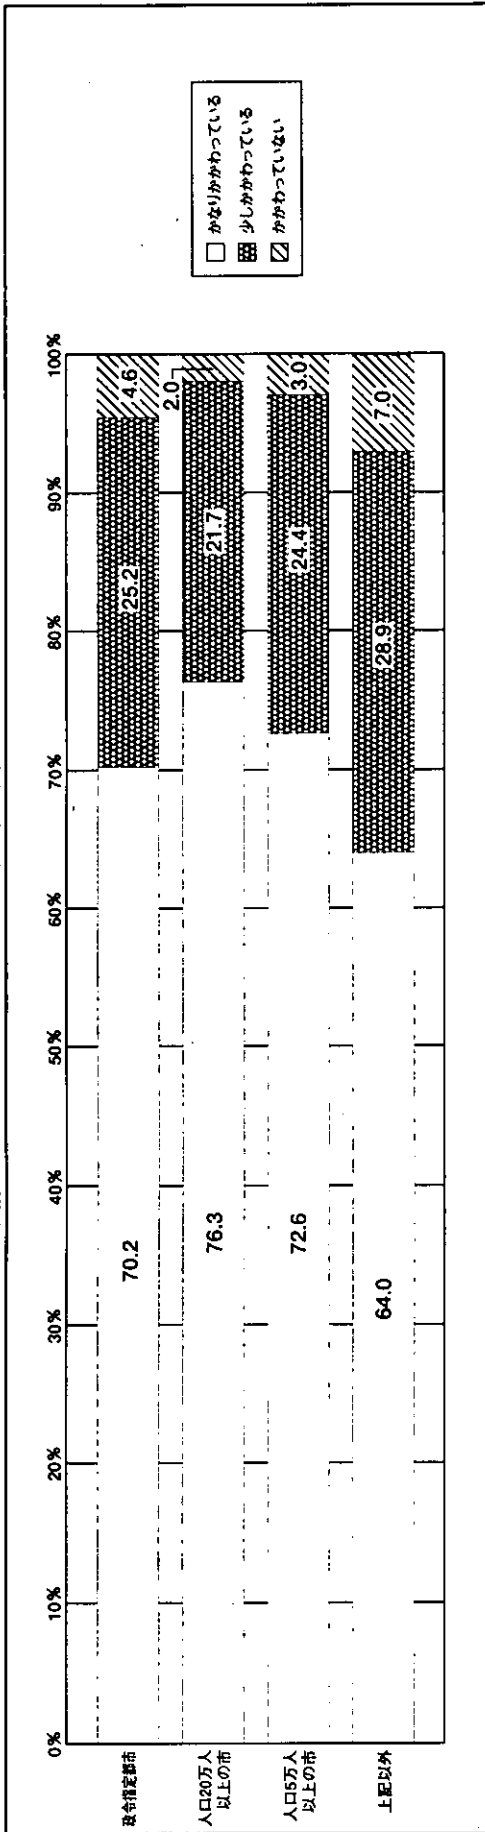 0% 10% 20% 30% 40% 50% 60% 70% 80% 90% 100%
政令指定都市
70.2 25.2 4.6
人口20万人
以上の市
76.3 21.7 2.0
人口5万人
以上の市
72.6 24.4 3.0
上記以外
64.0 28.9 7.0
かなりかかわっている
少しかかわっている
かかわっていない